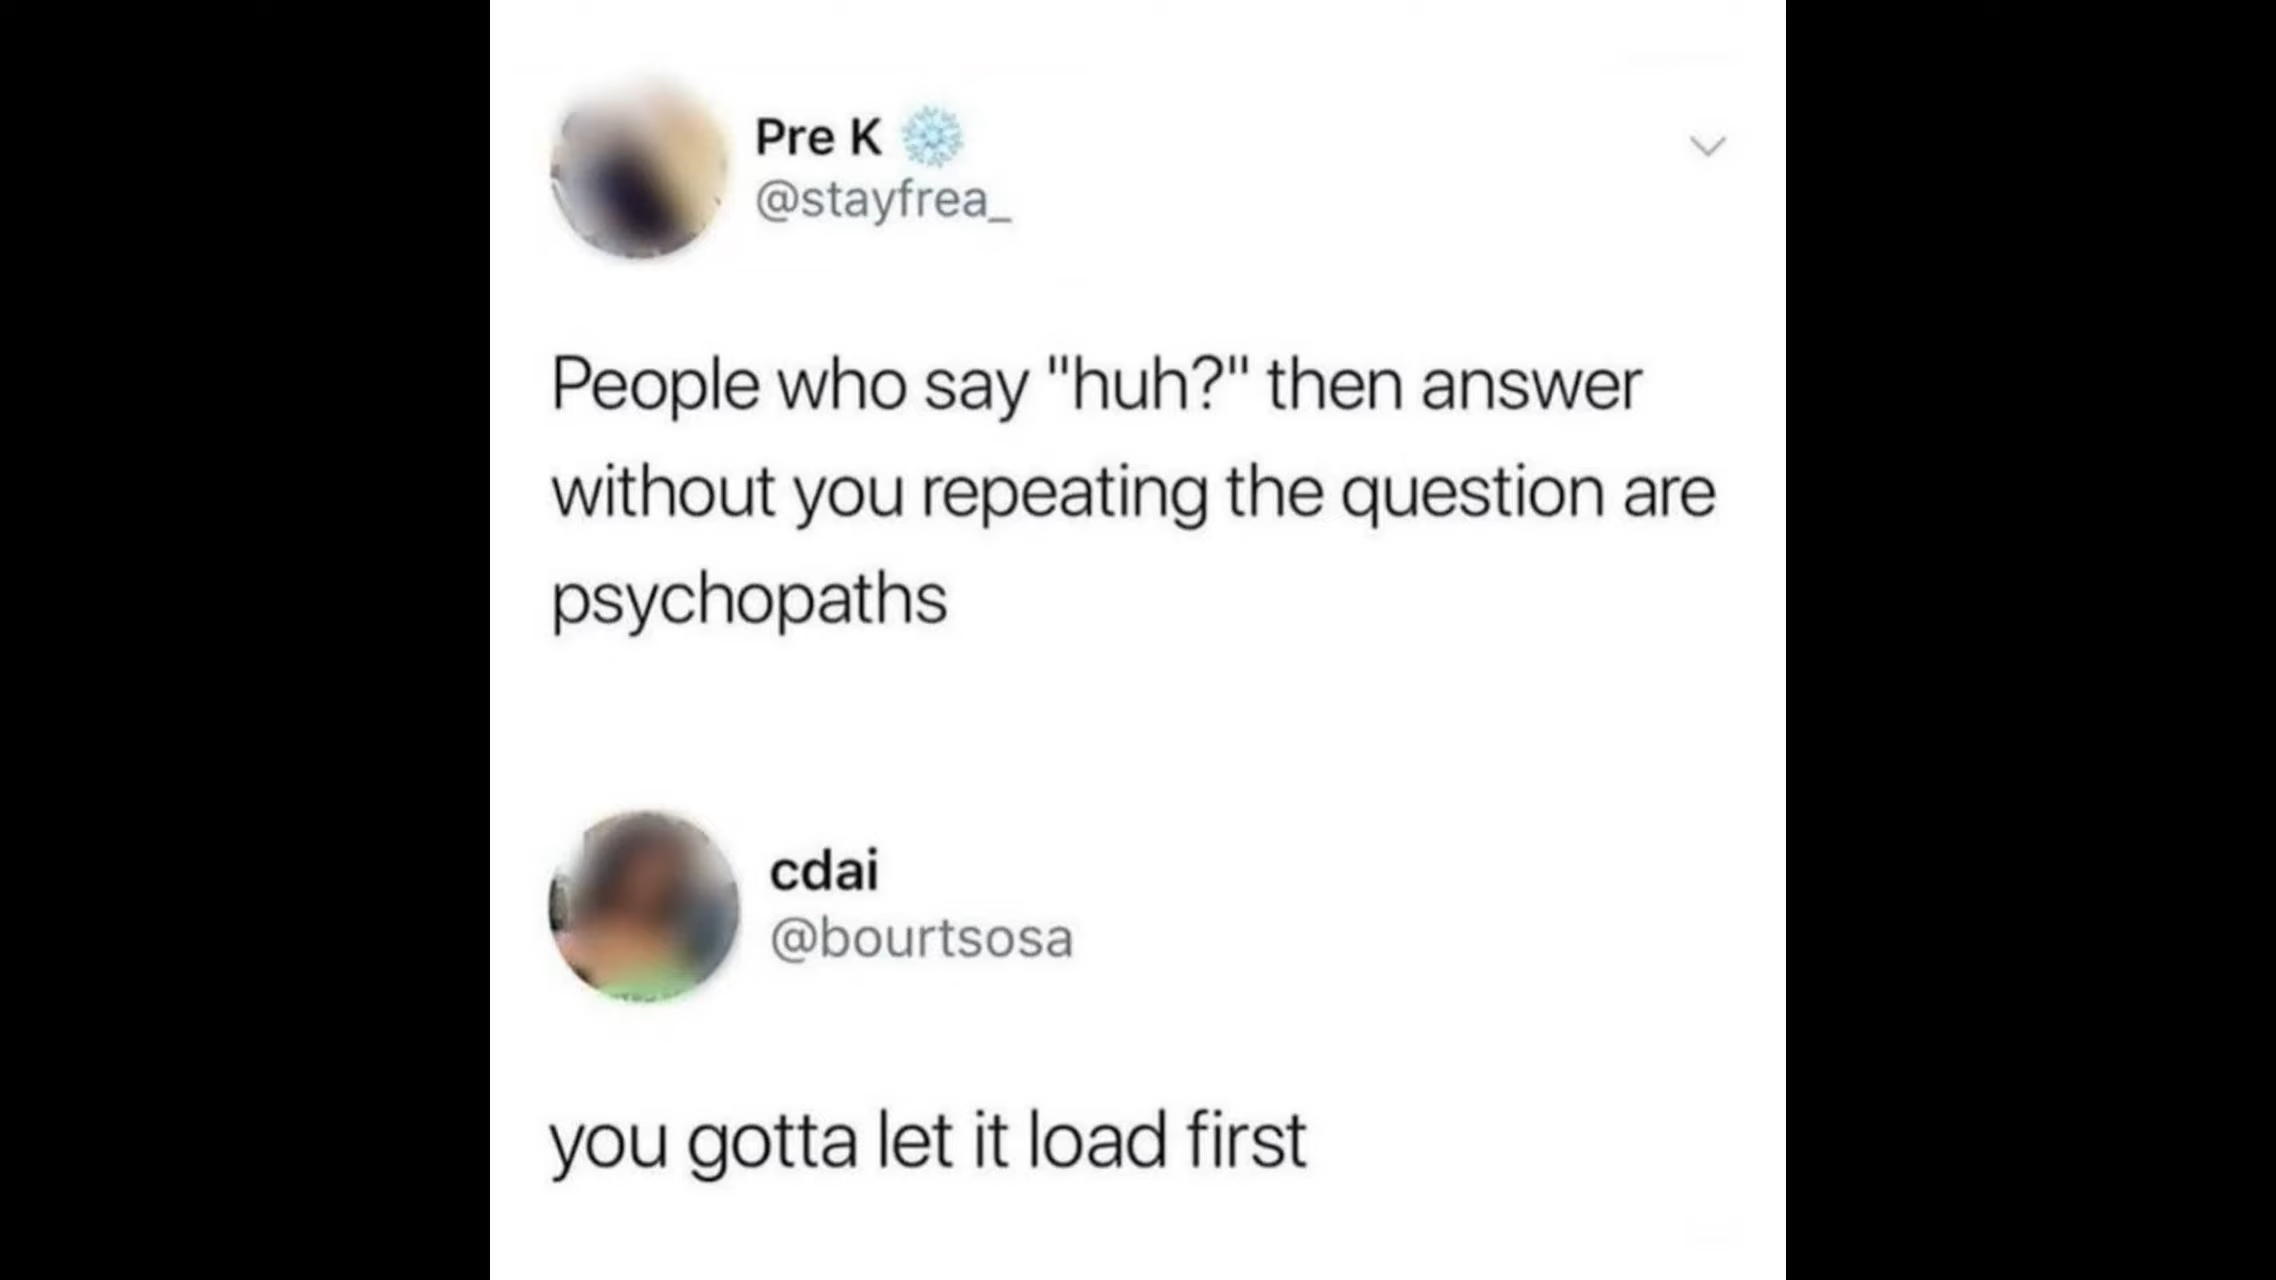 Pre K ❄️
@stayfrea_
People who say "huh?" then answer
without you repeating the question are
psychopaths
cdai
@bourtsosa
you gotta let it load first